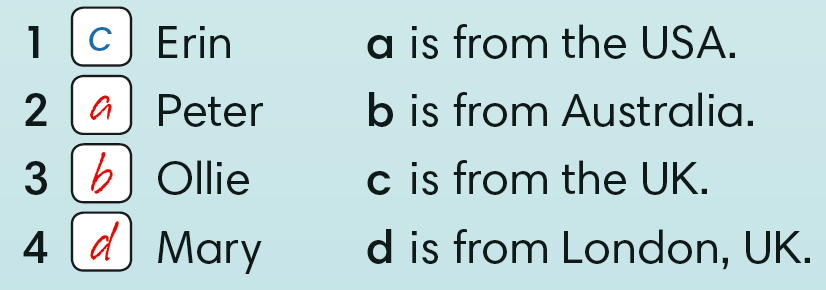 1 c Erin a is from the USA.
2 a Peter b is from Australia.
3 b Ollie c is from the UK.
4 d Mary d is from London, UK.